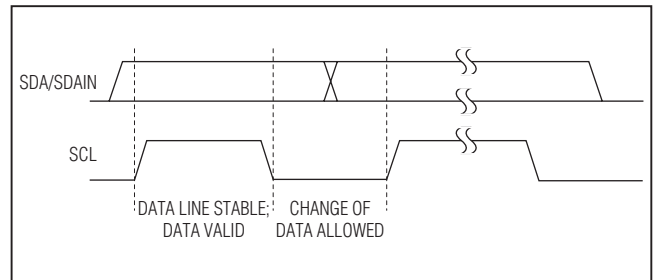 SDA/SDAIN
SCL
DATA LINE STABLE;
DATA VALID
CHANGE OF
DATA ALLOWED